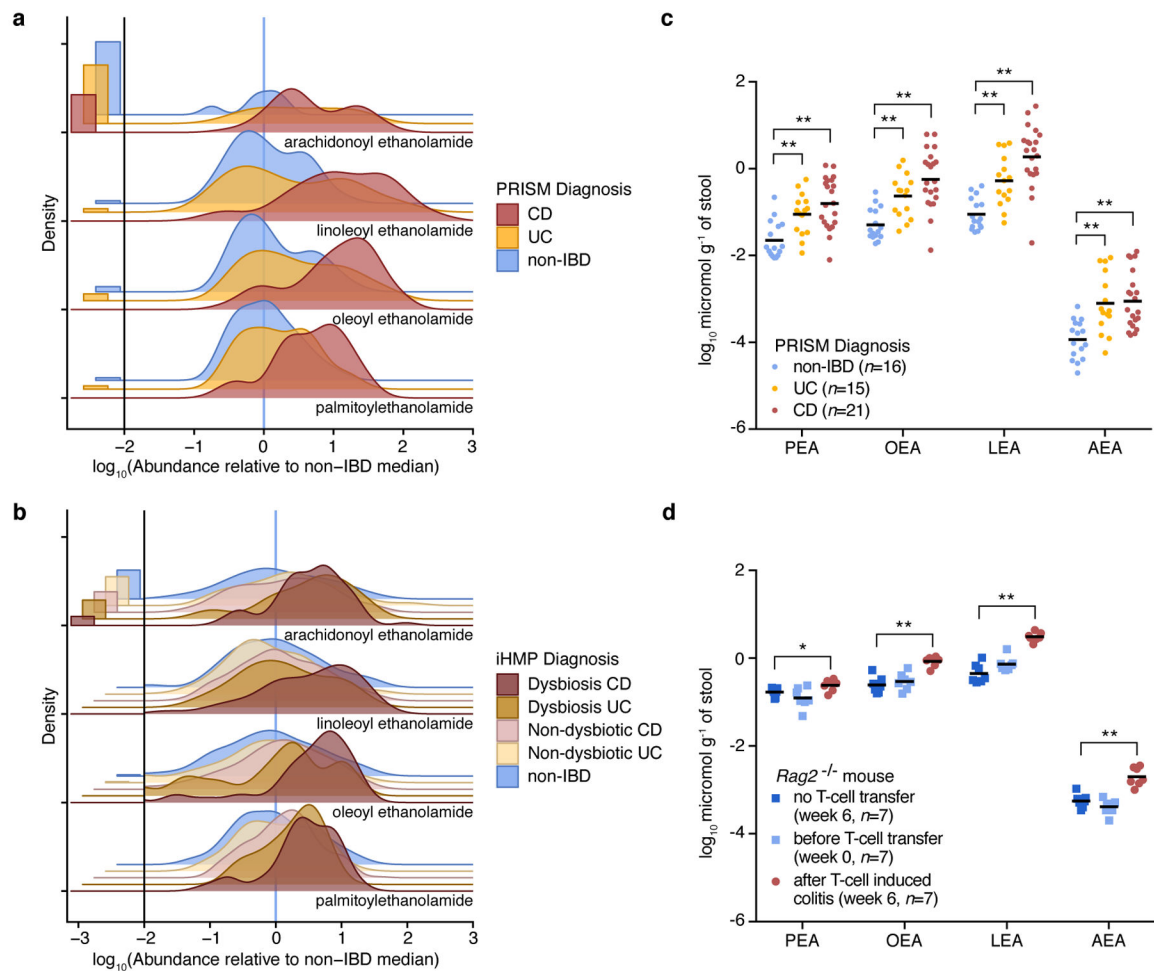 a
Density
arachidonoyl ethanolamide
linoleoyl ethanolamide
oleoyl ethanolamide
palmitoylethanolamide
−2 −1 0 1 2 3
log10(Abundance relative to non−IBD median)
PRISM Diagnosis
CD
UC
non-IBD
b
Density
arachidonoyl ethanolamide
linoleoyl ethanolamide
oleoyl ethanolamide
palmitoylethanolamide
−3 −2 −1 0 1 2 3
log10(Abundance relative to non−IBD median)
iHMP Diagnosis
Dysbiosis CD
Dysbiosis UC
Non-dysbiotic CD
Non-dysbiotic UC
non-IBD
c
log10 micromol g-1 of stool
2
0
-2
-4
-6
** ** ** ** ** ** ** **
PRISM Diagnosis
non-IBD (n=16)
UC (n=15)
CD (n=21)
PEA OEA LEA AEA
d
log10 micromol g-1 of stool
2
0
-2
-4
-6
* ** ** **
Rag2 -/- mouse
no T-cell transfer
(week 6, n=7)
before T-cell transfer
(week 0, n=7)
after T-cell induced
colitis (week 6, n=7)
PEA OEA LEA AEA